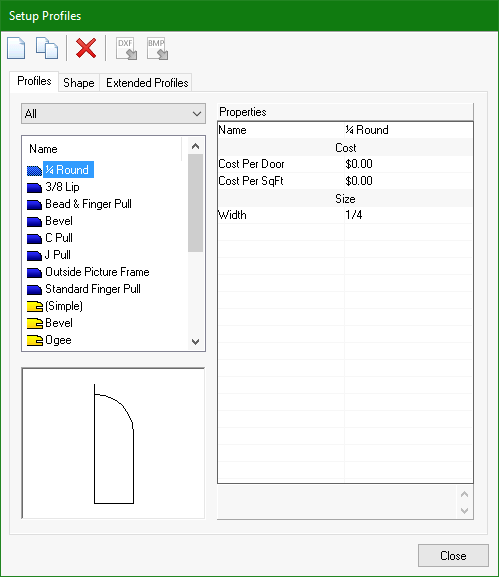 Setup Profiles
DXF BMP
Profiles Shape Extended Profiles
All
Name
¼ Round
3/8 Lip
Bead & Finger Pull
Bevel
C Pull
J Pull
Outside Picture Frame
Standard Finger Pull
(Simple)
Bevel
Ogee
Properties
Name ¼ Round
Cost
Cost Per Door $0.00
Cost Per SqFt $0.00
Size
Width 1/4
Close